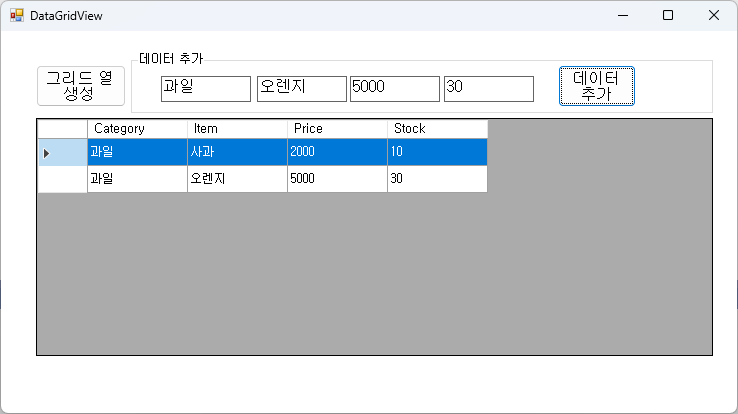 DataGridView
데이터 추가
그리드 열
생성
과일 오렌지 5000 30
데이터
추가
Category Item Price Stock
과일 사과 2000 10
과일 오렌지 5000 30